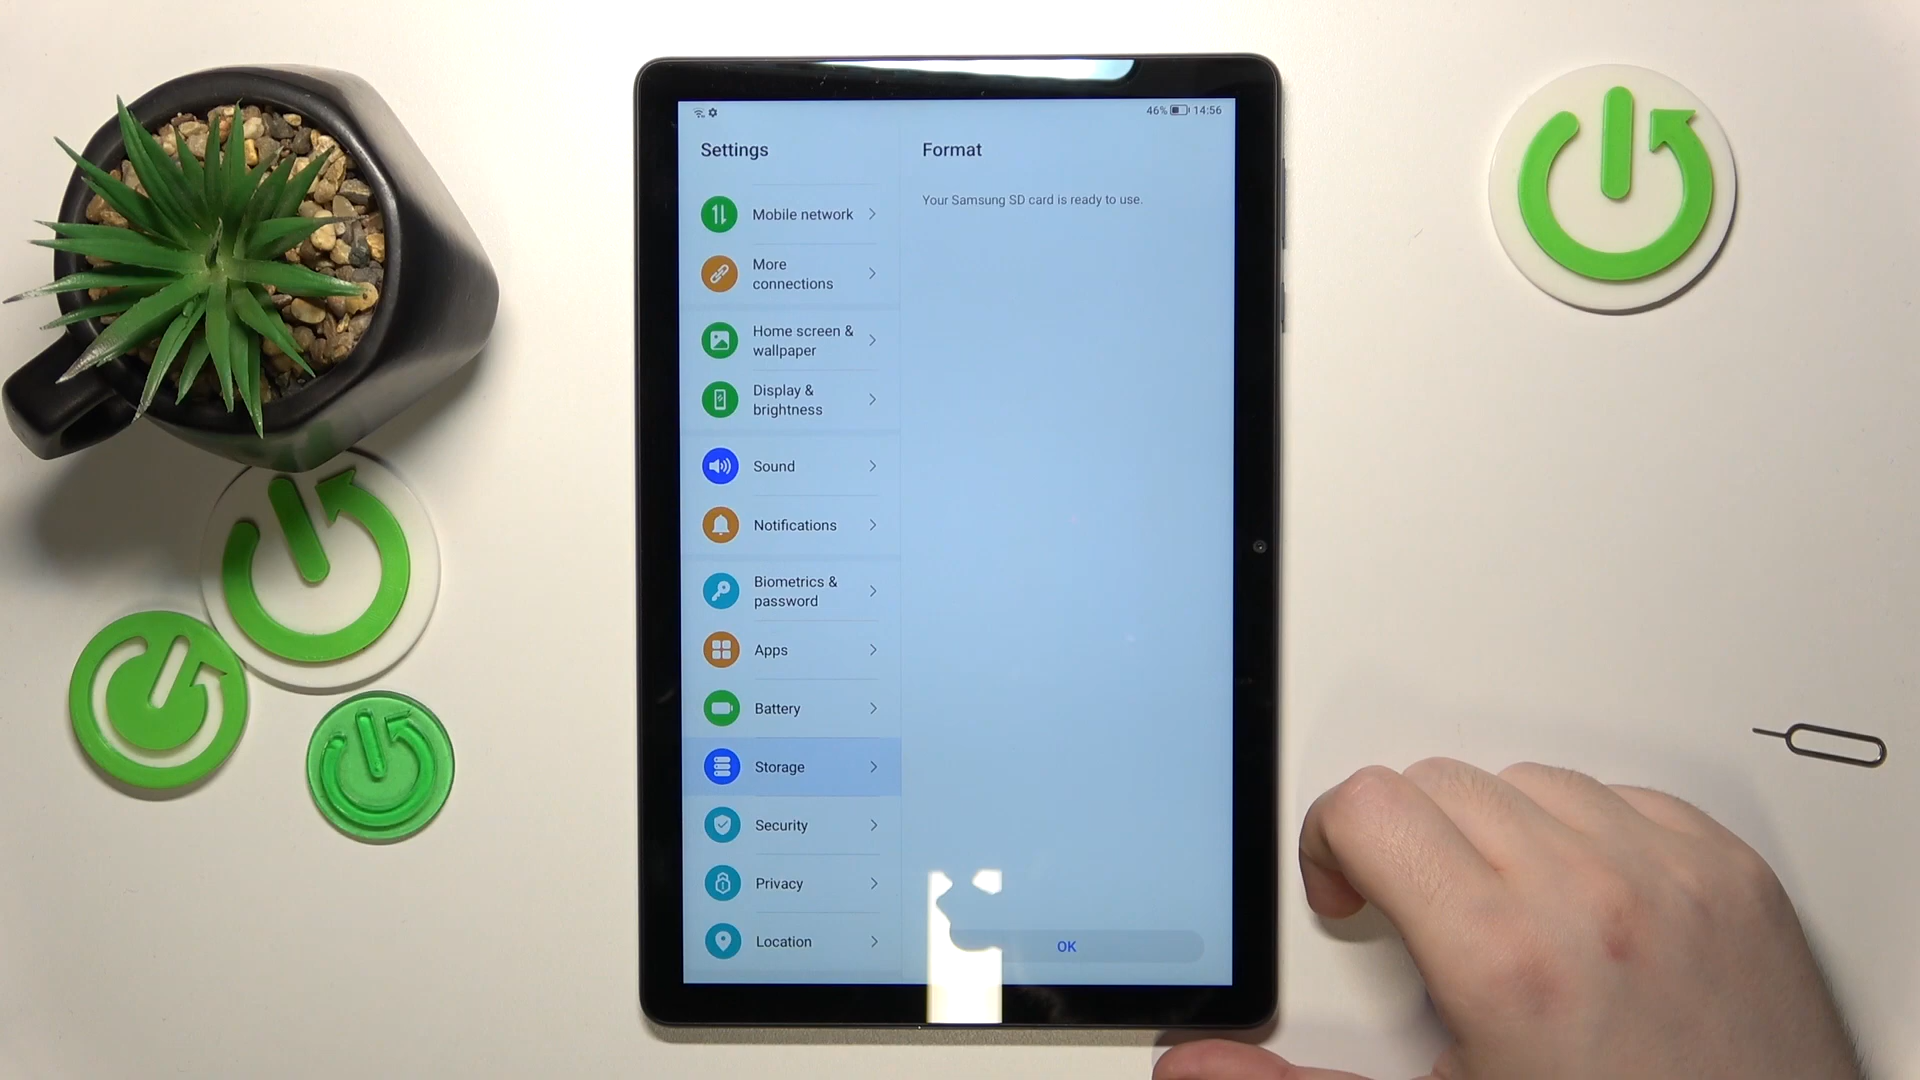 46% 14:56
Settings
Mobile network
More
connections
Home screen &
wallpaper
Display &
brightness
Sound
Notifications
Biometrics &
password
Apps
Battery
Storage
Security
Privacy
Location
Format
Your Samsung SD card is ready to use.
OK